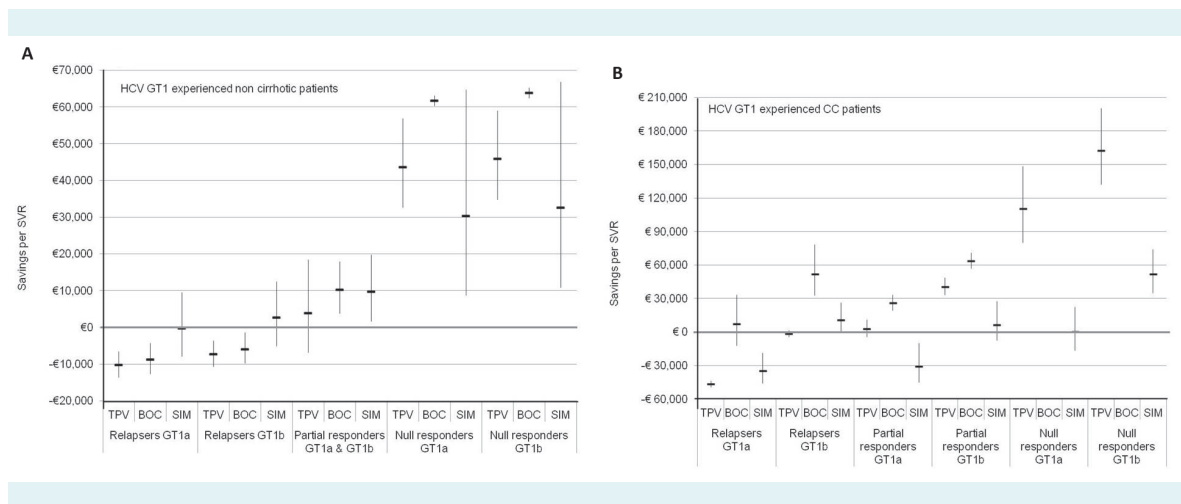 A
€70,000
HCV GT1 experienced non cirrhotic patients
€60,000
€50,000
€40,000
€30,000
€20,000
€10,000
€0
-€10,000
-€20,000
Savings per SVR
TPV BOC SIM TPV BOC SIM TPV BOC SIM TPV BOC SIM TPV BOC SIM
Relapsers GT1a Relapsers GT1b Partial responders Null responders Null responders
GT1a & GT1b GT1a GT1b
B
€ 210,000
HCV GT1 experienced CC patients
€ 180,000
€ 150,000
€ 120,000
€ 90,000
€ 60,000
€ 30,000
€ 0
-€ 30,000
-€ 60,000
Savings per SVR
TPV BOC SIM TPV BOC SIM TPV BOC SIM TPV BOC SIM TPV BOC SIM TPV BOC SIM
Relapsers Relapsers Partial Partial Null Null
GT1a GT1b responders responders responders responders
GT1a GT1b GT1a GT1b